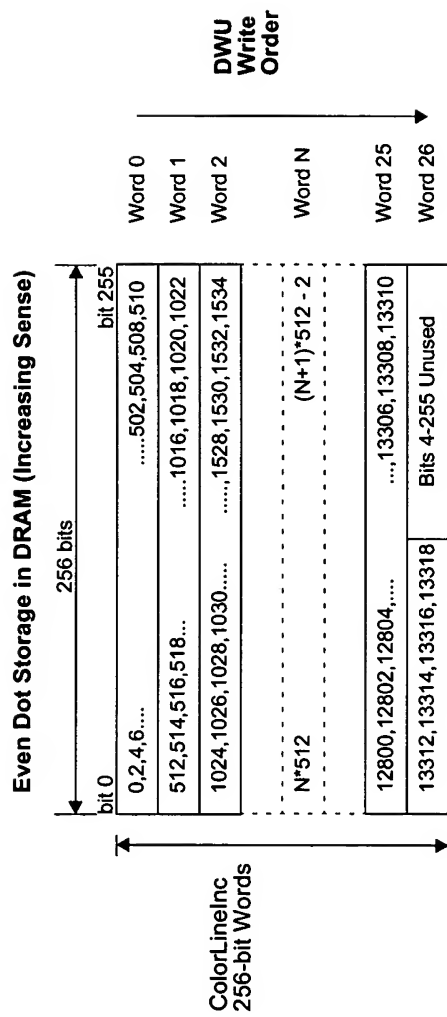 Even Dot Storage in DRAM (Increasing Sense)
256 bits
bit 0
bit 255
0,2,4,6.....
......502,504,508,510
Word 0
512,514,516,518...
......1016,1018,1020,1022
Word 1
1024,1026,1028,1030......
......,1528,1530,1532,1534
Word 2
N*512
(N+1)*512 - 2
Word N
12800,12802,12804,.....
...,13306,13308,13310
Word 25
13312,13314,13316,13318
Bits 4-255 Unused
Word 26
ColorLineInc
256-bit Words
DWU
Write
Order